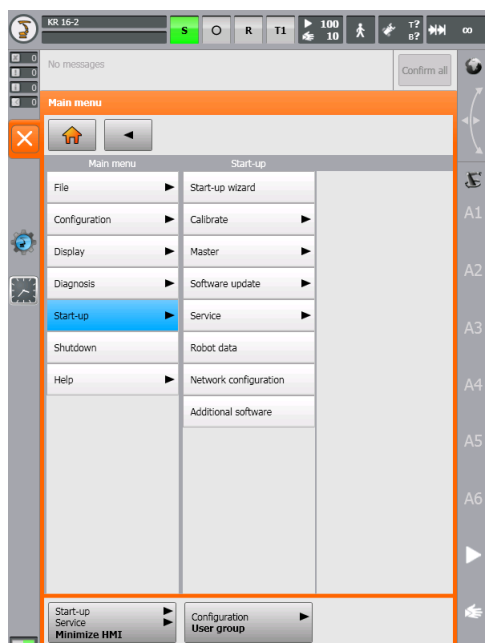 KR 16-2
S O R T1 100 10 T? B? ∞
0
0
0
0
No messages
Confirm all
Main menu
Main menu Start-up
File Start-up wizard
Configuration Calibrate
Display Master
Diagnosis Software update
Start-up Service
Shutdown Robot data
Help Network configuration
Additional software
A1
A2
A3
A4
A5
A6
Start-up
Service
Minimize HMI
Configuration
User group